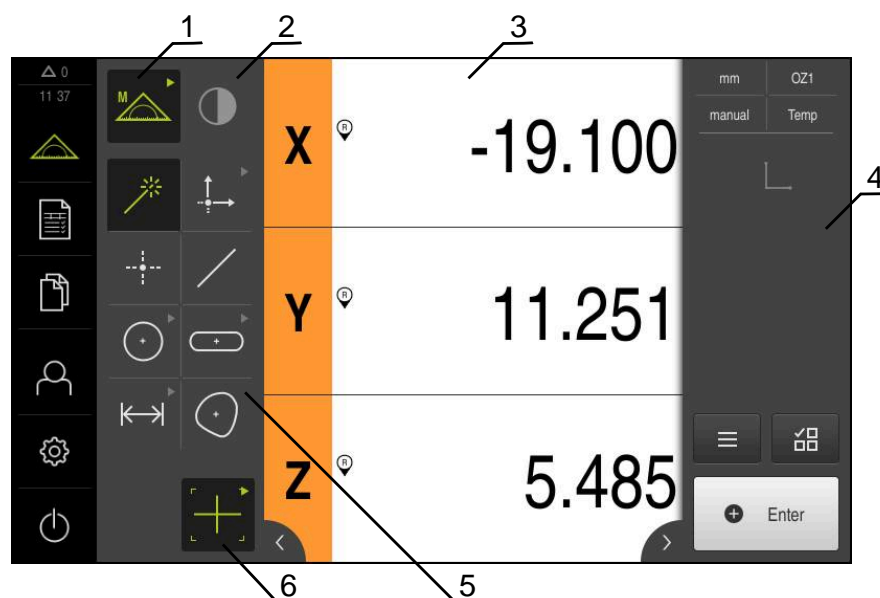 1 2 3
0
11 37
M
mm OZ1
manual Temp
X R -19.100
4
Y R 11.251
Z R 5.485
Enter
6 5